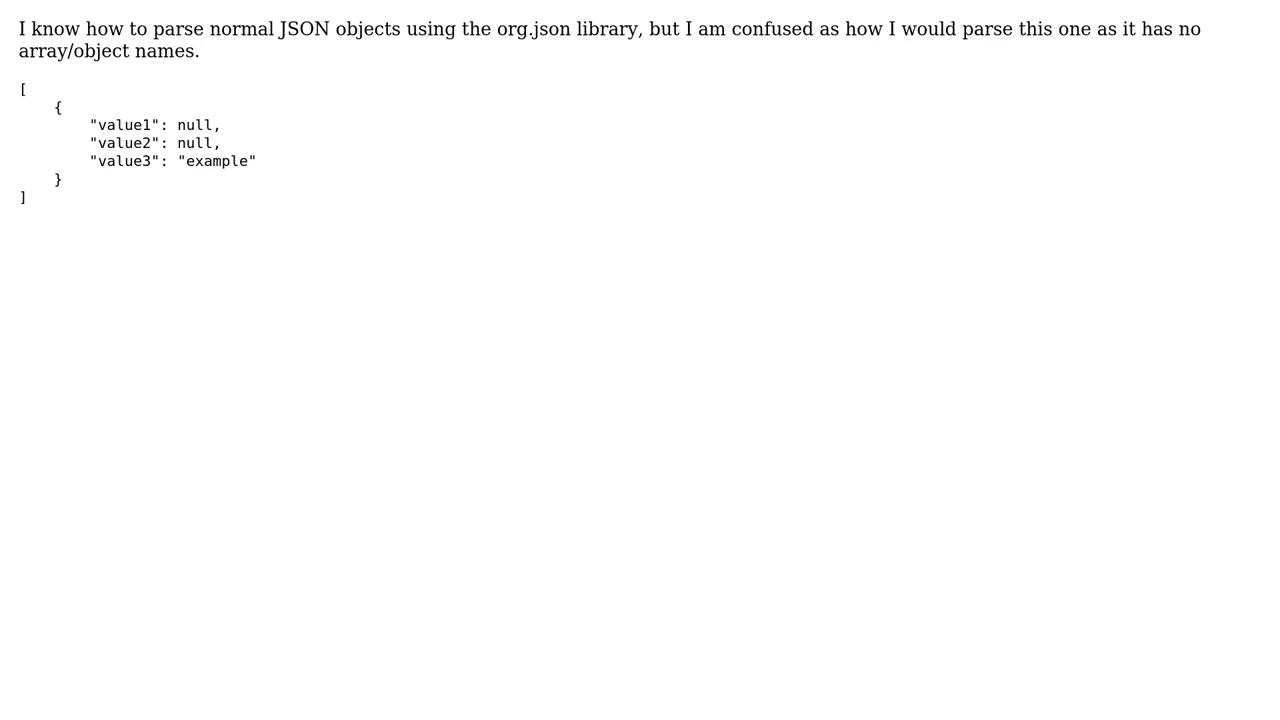 I know how to parse normal JSON objects using the org.json library, but I am confused as how I would parse this one as it has no
array/object names.
[
    {
        "value1": null,
        "value2": null,
        "value3": "example"
    }
]